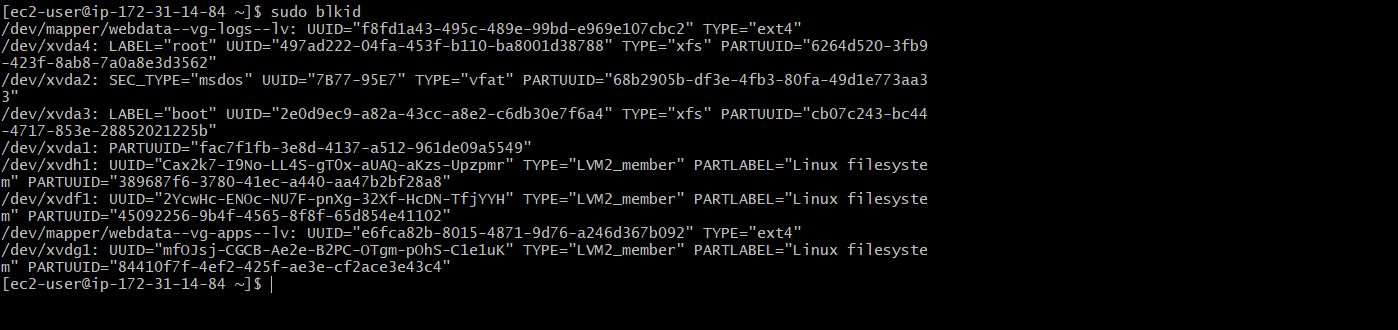 [ec2-user@ip-172-31-14-84 ~]$ sudo blkid
/dev/mapper/webdata--vg-logs--lv: UUID="f8fd1a43-495c-489e-99bd-e969e107cbc2" TYPE="ext4"
/dev/xvda4: LABEL="root" UUID="497ad222-04fa-453f-b110-ba8001d38788" TYPE="xfs" PARTUUID="6264d520-3fb9
-423f-8ab8-7a0a8e3d3562"
/dev/xvda2: SEC_TYPE="msdos" UUID="7B77-95E7" TYPE="vfat" PARTUUID="68b2905b-df3e-4fb3-80fa-49d1e773aa3
3"
/dev/xvda3: LABEL="boot" UUID="2e0d9ec9-a82a-43cc-a8e2-c6db30e7f6a4" TYPE="xfs" PARTUUID="cb07c243-bc44
-4717-853e-28852021225b"
/dev/xvda1: PARTUUID="fac7f1fb-3e8d-4137-a512-961de09a5549"
/dev/xvdh1: UUID="Cax2k7-I9No-LL4S-gT0x-aUAQ-aKzs-Upzpmr" TYPE="LVM2_member" PARTLABEL="Linux filesyste
m" PARTUUID="389687f6-3780-41ec-a440-aa47b2bf28a8"
/dev/xvdf1: UUID="2YcwHc-ENOc-NU7F-pnXg-32Xf-HcDN-TfjYYH" TYPE="LVM2_member" PARTLABEL="Linux filesyste
m" PARTUUID="45092256-9b4f-4565-8f8f-65d854e41102"
/dev/mapper/webdata--vg-apps--lv: UUID="e6fca82b-8015-4871-9d76-a246d367b092" TYPE="ext4"
/dev/xvdg1: UUID="mfOJsj-CGCB-Ae2e-B2PC-OTgm-pOhS-C1e1uK" TYPE="LVM2_member" PARTLABEL="Linux filesyste
m" PARTUUID="84410f7f-4ef2-425f-ae3e-cf2ace3e43c4"
[ec2-user@ip-172-31-14-84 ~]$